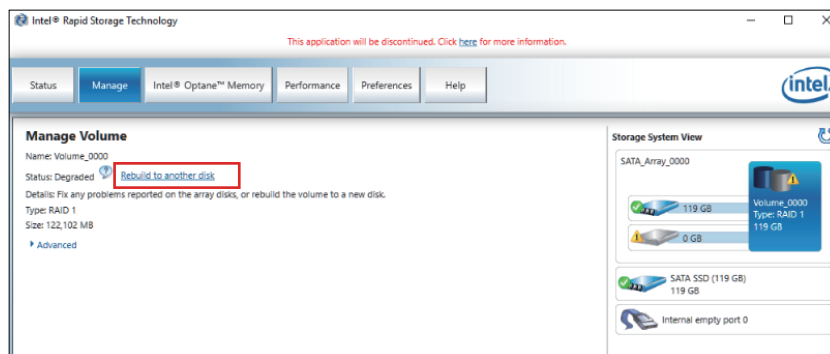 Intel® Rapid Storage Technology
This application will be discontinued. Click here for more information.
Status
Manage
Intel® Optane™ Memory
Performance
Preferences
Help
intel.
Manage Volume
Name: Volume_0000
Status: Degraded
Rebuild to another disk
Details: Fix any problems reported on the array disks, or rebuild the volume to a new disk.
Type: RAID 1
Size: 122,102 MB
Advanced
Storage System View
SATA_Array_0000
119 GB
0 GB
Volume_0000
Type: RAID 1
119 GB
SATA SSD (119 GB)
119 GB
Internal empty port 0